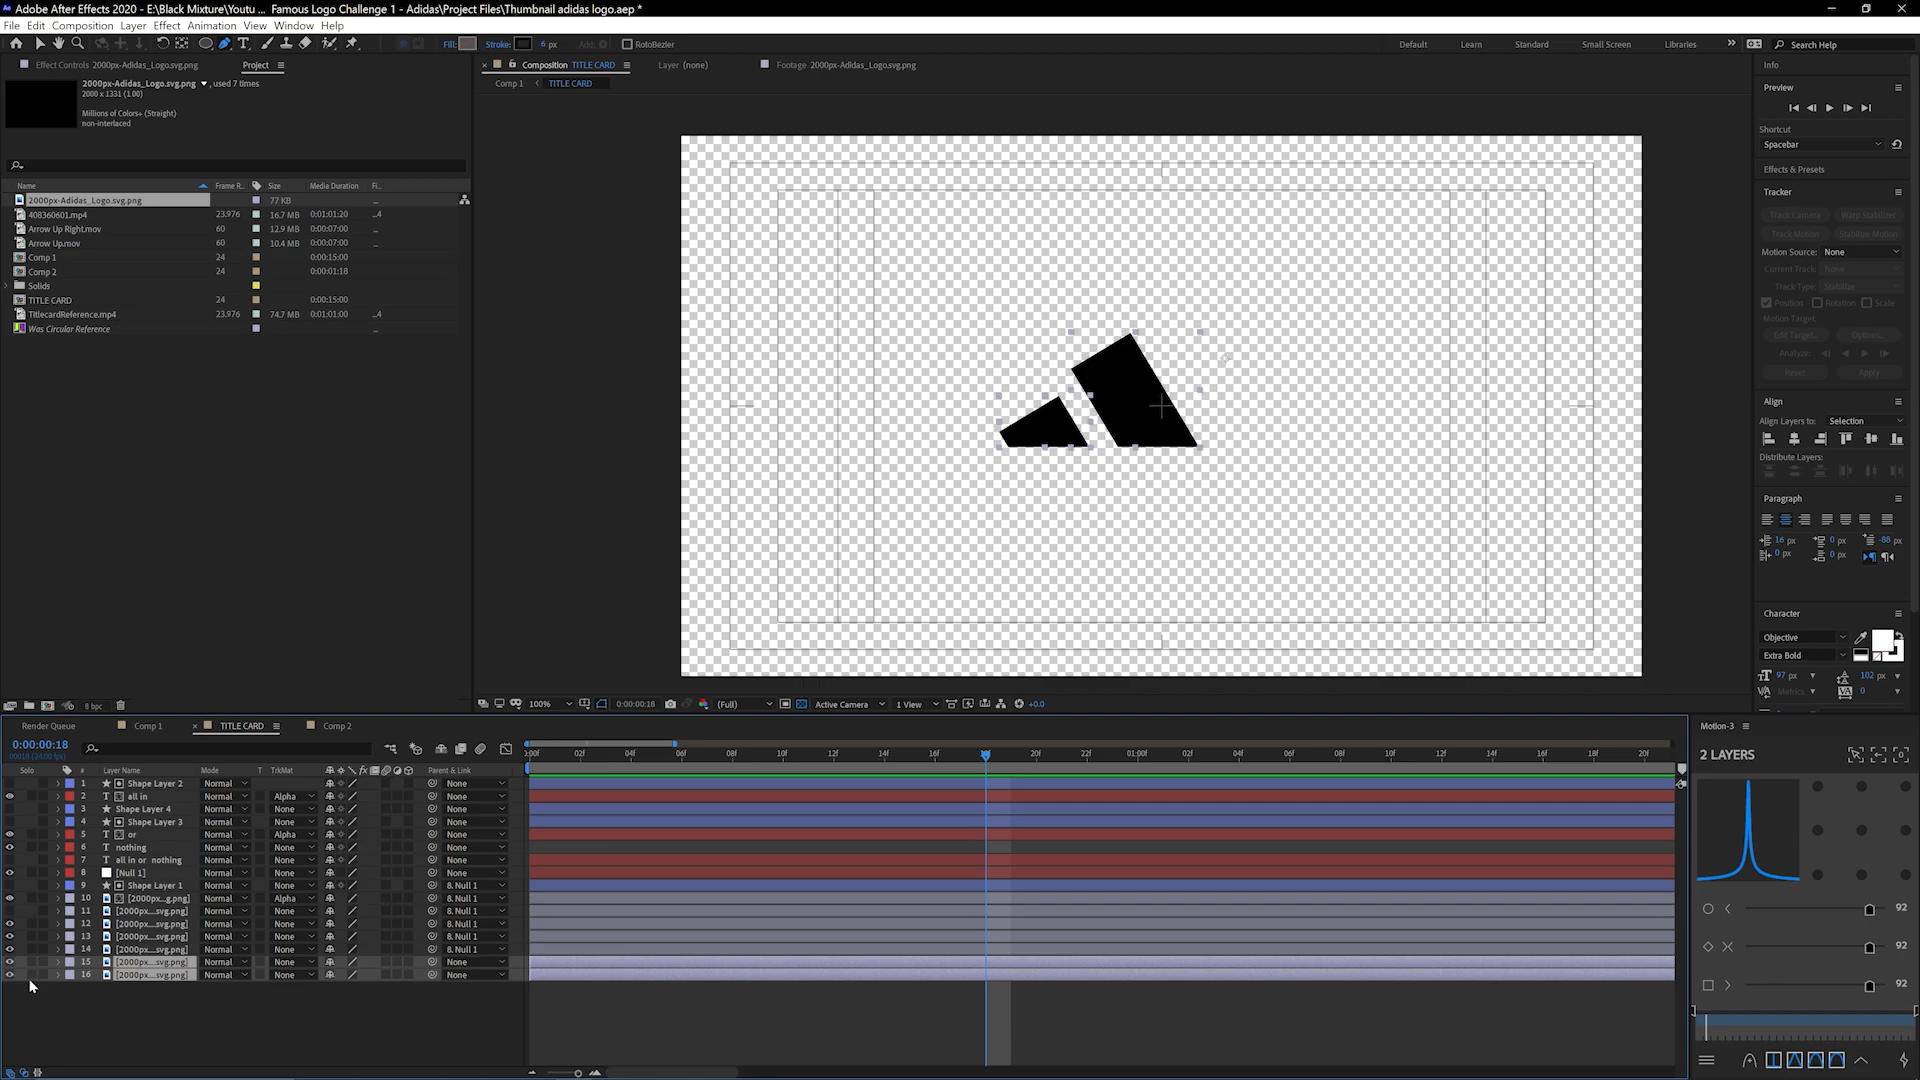 Adobe After Effects 2020 - E:\Black Mixture\Youtu ... Famous Logo Challenge 1 - Adidas\Project Files\Thumbnail adidas logo.aep *
File Edit Composition Layer Effect Animation View Window Help
Fill: Stroke: 6 px Add: RotoBezier Default Learn Standard Small Screen Libraries Search Help
Effect Controls 2000px-Adidas_Logo.svg.png Project
Composition TITLE CARD Layer (none) Footage 2000px-Adidas_Logo.svg.png
Info
Comp 1 TITLE CARD
2000px-Adidas_Logo.svg.png , used 7 times
2000 x 1331 (1.00)
Millions of Colors+ (Straight)
non-interlaced
Preview
Shortcut
Spacebar
Effects & Presets
Name Frame R.. Size Media Duration Fi...
2000px-Adidas_Logo.svg.png 77 KB
408360601.mp4 23.976 16.7 MB 0:01:01:20 ...4
Arrow Up Right.mov 60 12.9 MB 0:00:07:00
Arrow Up.mov 60 10.4 MB 0:00:07:00
Comp 1 24 0:00:15:00
Comp 2 24 0:00:01:18
Solids
TITLE CARD 24 0:00:15:00
TitlecardReference.mp4 23.976 74.7 MB 0:01:01:00 ...4
Was Circular Reference
Tracker
Track Camera Warp Stabilizer
Track Motion Stabilize Motion
Motion Source: None
Current Track: None
Track Type: Stabilize
Position Rotation Scale
Motion Target:
Edit Target... Options...
Analyze:
Reset Apply
Align
Align Layers to: Selection
Distribute Layers:
Paragraph
16 px 0 px -88 px
0 px 0 px
Character
Objective
Extra Bold
97 px 102 px
Metrics 0
8 bpc
100% 0:00:00:18 (Full) Active Camera 1 View +0.0
Render Queue Comp 1 TITLE CARD Comp 2
0:00:00:18
00018 (24.00 fps)
:00f 02f 04f 06f 08f 10f 12f 14f 16f 20f 22f 01:00f 02f 04f 06f 08f 10f 12f 14f 16f 18f 20f
Solo # Layer Name Mode T TrkMat fx Parent & Link
1 Shape Layer 2 Normal None
2 all in Normal Alpha None
3 Shape Layer 4 Normal None None
4 Shape Layer 3 Normal None None
5 or Normal Alpha None
6 nothing Normal None None
7 all in or nothing Normal None None
8 [Null 1] Normal None None
9 Shape Layer 1 Normal None 8. Null 1
10 [2000px...g.png] Normal Alpha 8. Null 1
11 [2000px....svg.png] Normal None 8. Null 1
12 [2000px....svg.png] Normal None 8. Null 1
13 [2000px....svg.png] Normal None 8. Null 1
14 [2000px....svg.png] Normal None 8. Null 1
15 [2000px....svg.png] Normal None None
16 [2000px....svg.png] Normal None None
Motion-3
2 LAYERS
92
92
92